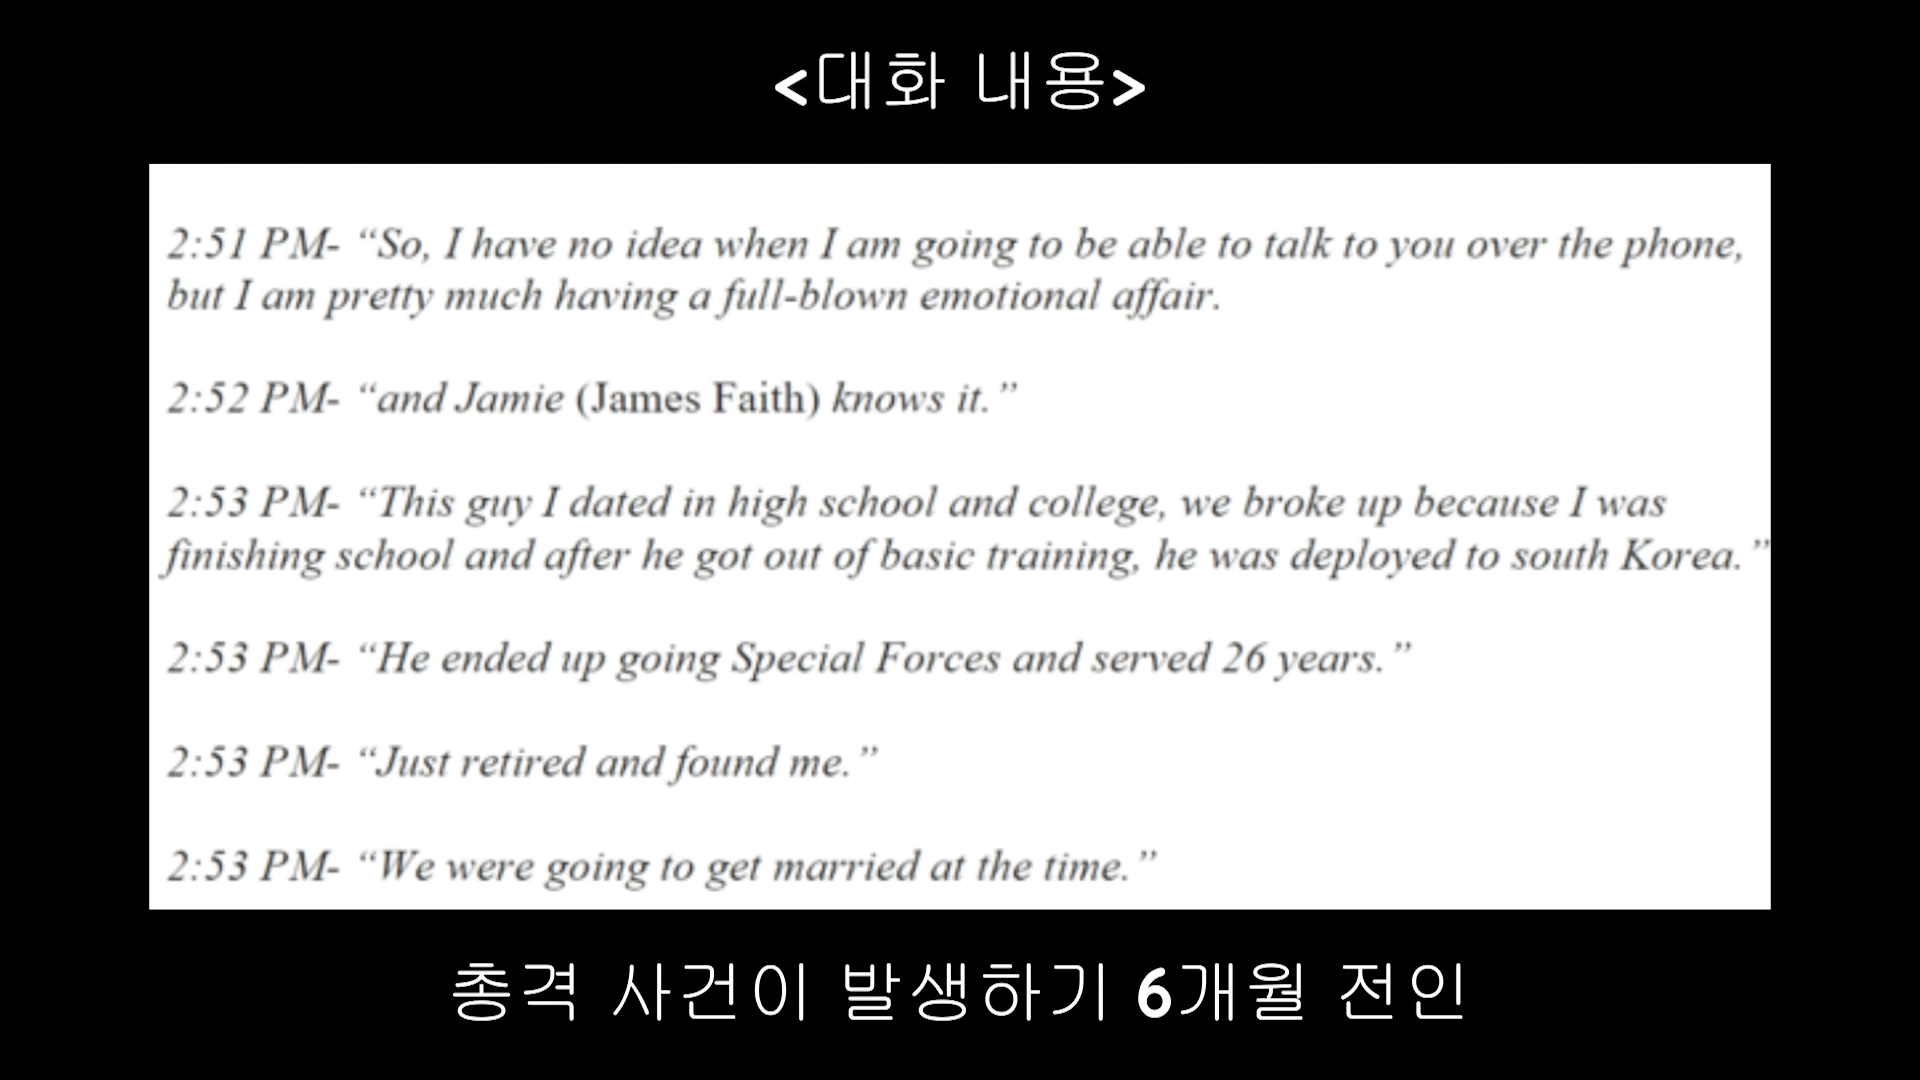 <대화 내용>
2:51 PM- “So, I have no idea when I am going to be able to talk to you over the phone,
but I am pretty much having a full-blown emotional affair.
2:52 PM- “and Jamie (James Faith) knows it.”
2:53 PM- “This guy I dated in high school and college, we broke up because I was
finishing school and after he got out of basic training, he was deployed to south Korea.”
2:53 PM- “He ended up going Special Forces and served 26 years.”
2:53 PM- “Just retired and found me.”
2:53 PM- “We were going to get married at the time.”
총격 사건이 발생하기 6개월 전인